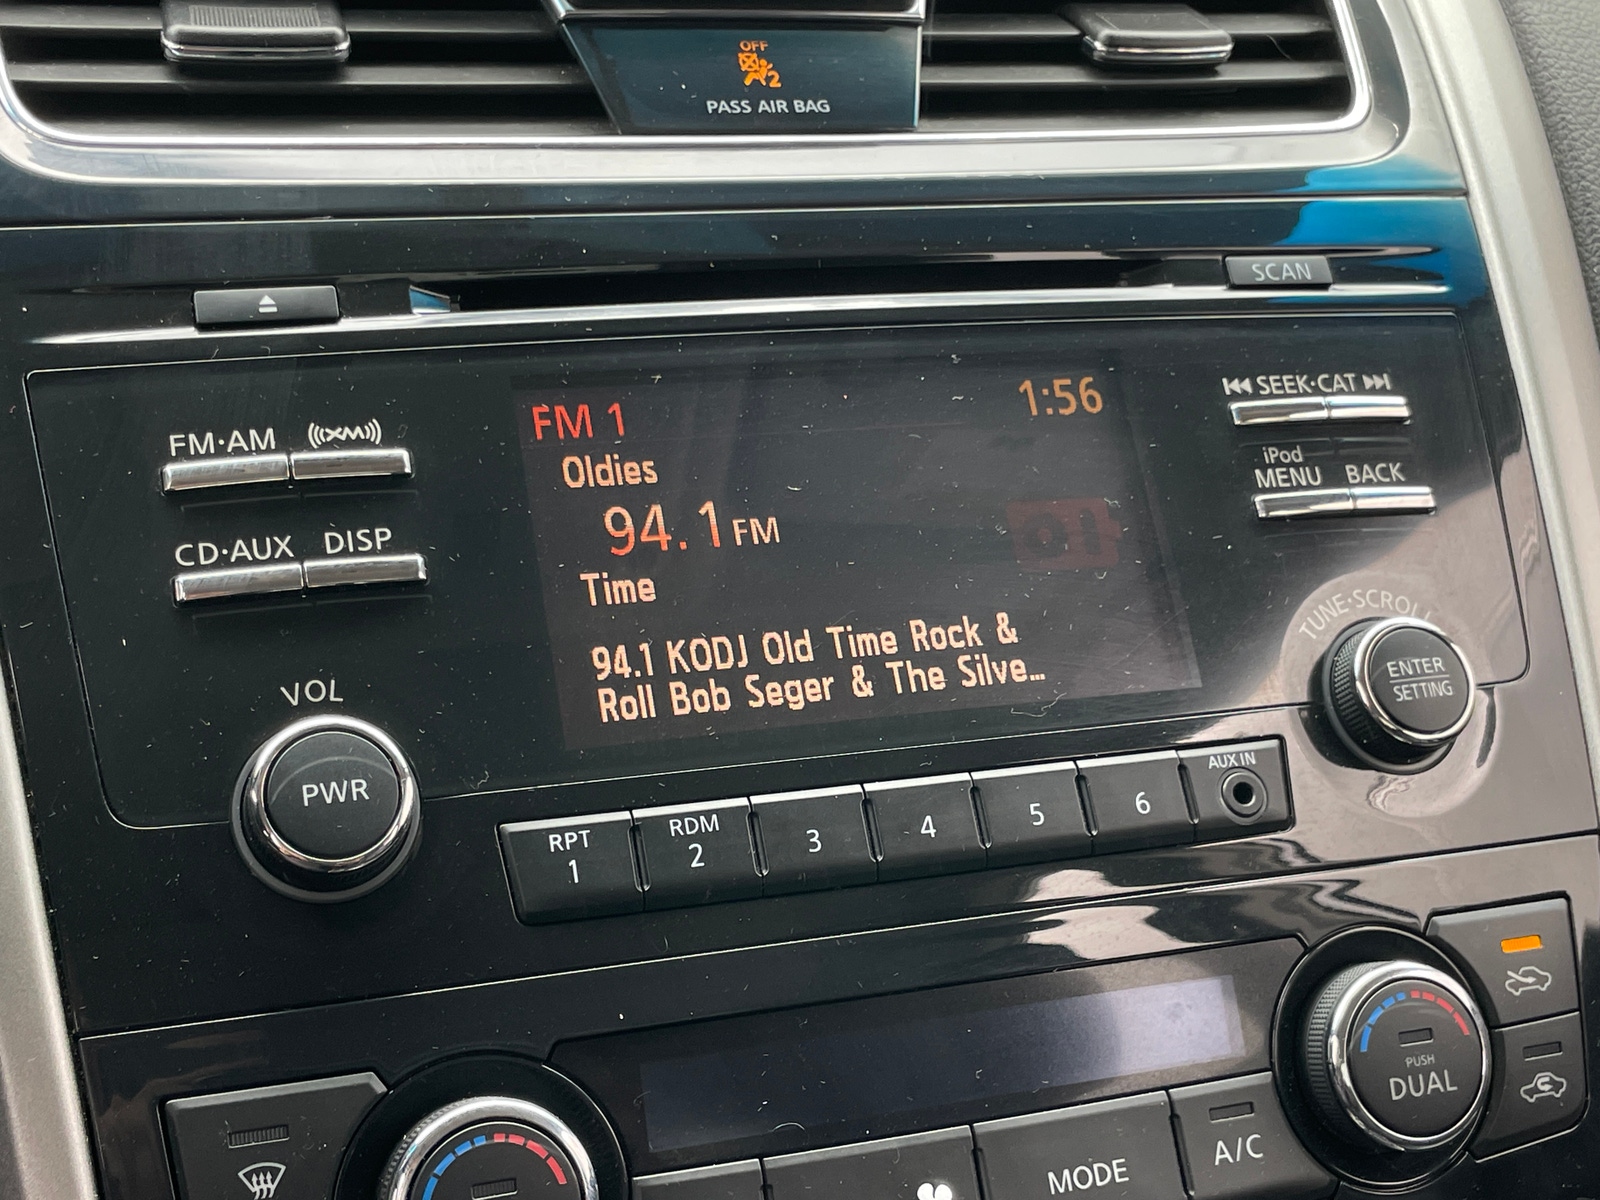 OFF
2
PASS AIR BAG
SCAN
FM·AM
((XM))
FM 1
1:56
SEEK·CAT
Oldies
iPod
MENU
BACK
CD·AUX
DISP
94.1 FM
Time
TUNE·SCROLL
94.1 KODJ Old Time Rock &
Roll Bob Seger & The Silve…
ENTER
SETTING
VOL
PWR
AUX IN
RPT
1
RDM
2
3
4
5
6
PUSH
DUAL
MODE
A/C